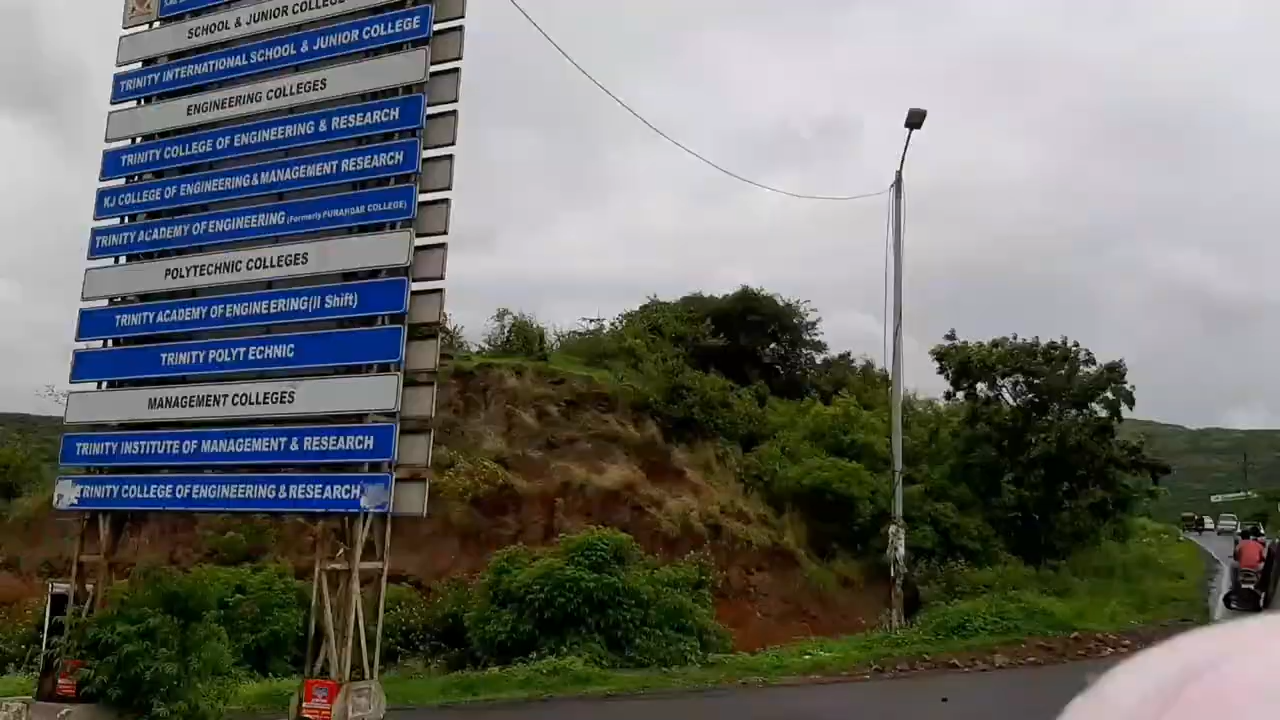 SCHOOL & JUNIOR COLLEGE
TRINITY INTERNATIONAL SCHOOL & JUNIOR COLLEGE
ENGINEERING COLLEGES
TRINITY COLLEGE OF ENGINEERING & RESEARCH
KJ COLLEGE OF ENGINEERING & MANAGEMENT RESEARCH
TRINITY ACADEMY OF ENGINEERING (Formerly PURANDAR COLLEGE)
POLYTECHNIC COLLEGES
TRINITY ACADEMY OF ENGINEERING (II Shift)
TRINITY POLYT ECHNIC
MANAGEMENT COLLEGES
TRINITY INSTITUTE OF MANAGEMENT & RESEARCH
TRINITY COLLEGE OF ENGINEERING & RESEARCH